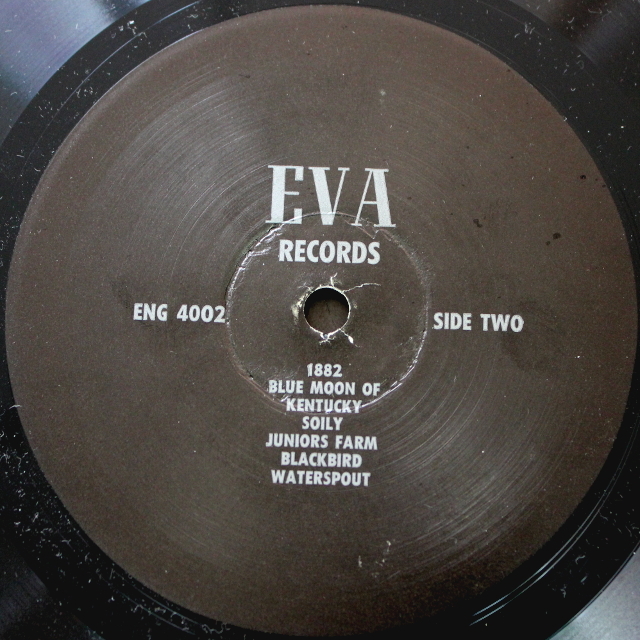 EVA
RECORDS
ENG 4002
SIDE TWO
1882
BLUE MOON OF
KENTUCKY
SOILY
JUNIORS FARM
BLACKBIRD
WATERSPOUT